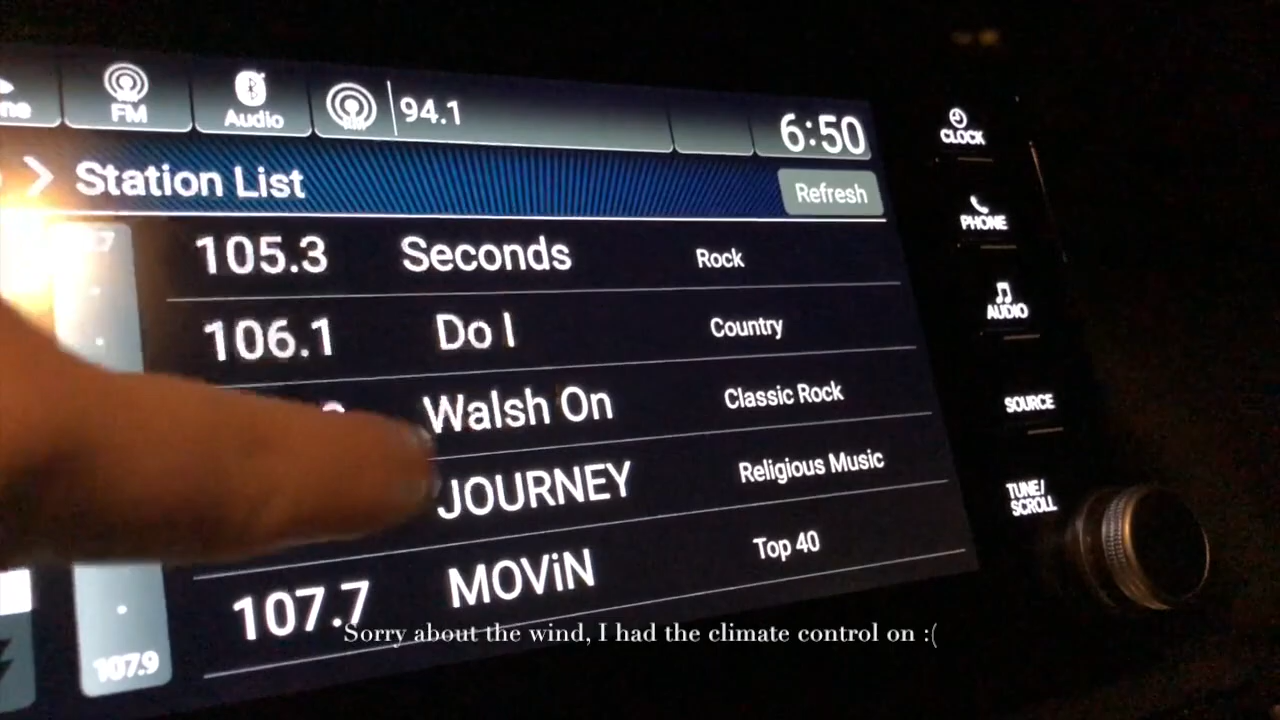 FM
Audio
94.1
6:50
CLOCK
Station List
Refresh
PHONE
105.3 Seconds Rock
106.1 Do I Country
AUDIO
Walsh On Classic Rock
SOURCE
JOURNEY Religious Music
TUNE/
SCROLL
107.7 MOViN Top 40
107.9
Sorry about the wind, I had the climate control on :(